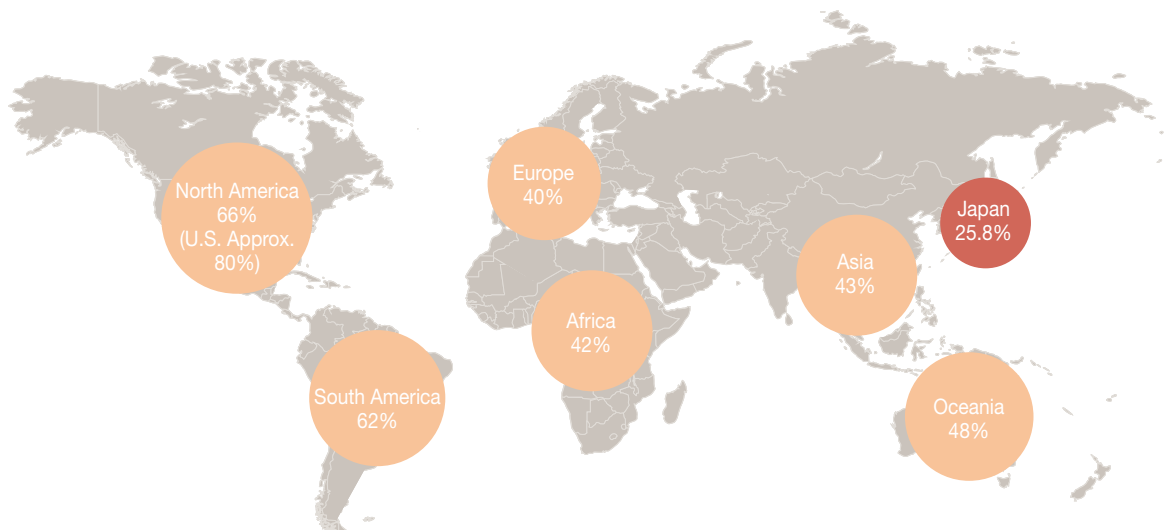 North America
66%
(U.S. Approx.
80%)
Europe
40%
Japan
25.8%
Asia
43%
Africa
42%
South America
62%
Oceania
48%